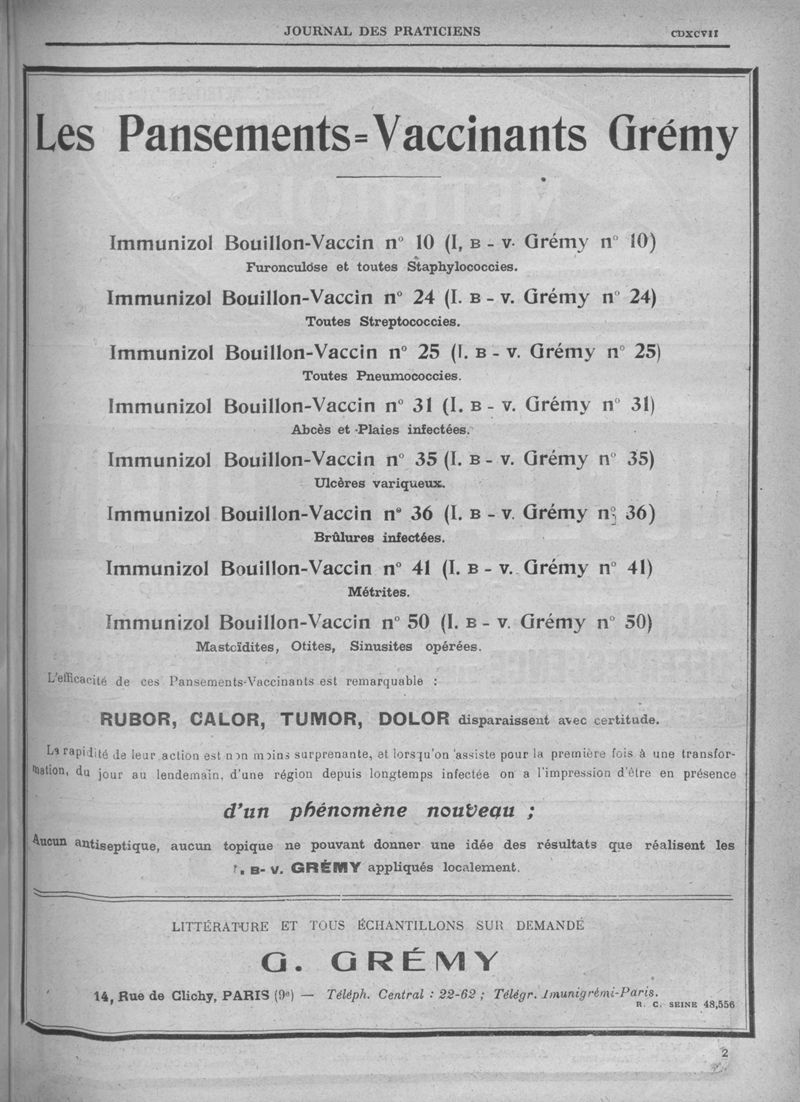 JOURNAL DES PRATICIENS CDXCVII
Les Pansements=Vaccinants Grémy
Immunizol Bouillon-Vaccin n° 10 (I, B - V. Grémy n° 10)
Furonculose et toutes Staphylococcies.
Immunizol Bouillon-Vaccin n° 24 (I. B - V. Grémy n° 24)
Toutes Streptococcies.
Immunizol Bouillon-Vaccin n° 25 (I. B - V. Grémy n° 25)
Toutes Pneumococcies.
Immunizol Bouillon-Vaccin n° 31 (I. B - V. Grémy n° 31)
Abcès et Plaies infectées.
Immunizol Bouillon-Vaccin n° 35 (I. B - V. Grémy n° 35)
Ulcères variqueux.
Immunizol Bouillon-Vaccin n° 36 (I. B - V. Grémy n° 36)
Brûlures infectées.
Immunizol Bouillon-Vaccin n° 41 (I. B - V. Grémy n° 41)
Métrites.
Immunizol Bouillon-Vaccin n° 50 (I. B - V. Grémy n° 50)
Mastoïdites, Otites, Sinusites opérées.
L'efficacité de ces Pansements-Vaccinants est remarquable :
RUBOR, CALOR, TUMOR, DOLOR disparaissent avec certitude.
La rapidité de leur action est non moins surprenante, et lorsqu'on assiste pour la première fois à une transfor-
mation, du jour au lendemain, d'une région depuis longtemps infectée on a l'impression d'être en présence
d'un phénomène nouveau ;
Aucun antiseptique, aucun topique ne pouvant donner une idée des résultats que réalisent les
I. B- V. GRÉMY appliqués localement.
LITTÉRATURE ET TOUS ÉCHANTILLONS SUR DEMANDE
G. GRÉMY
14, Rue de Clichy, PARIS (9e) — Téléph. Central : 22-62 ; Télégr. Imunigrémi-Paris.
R. C. SEINE 48,556
2